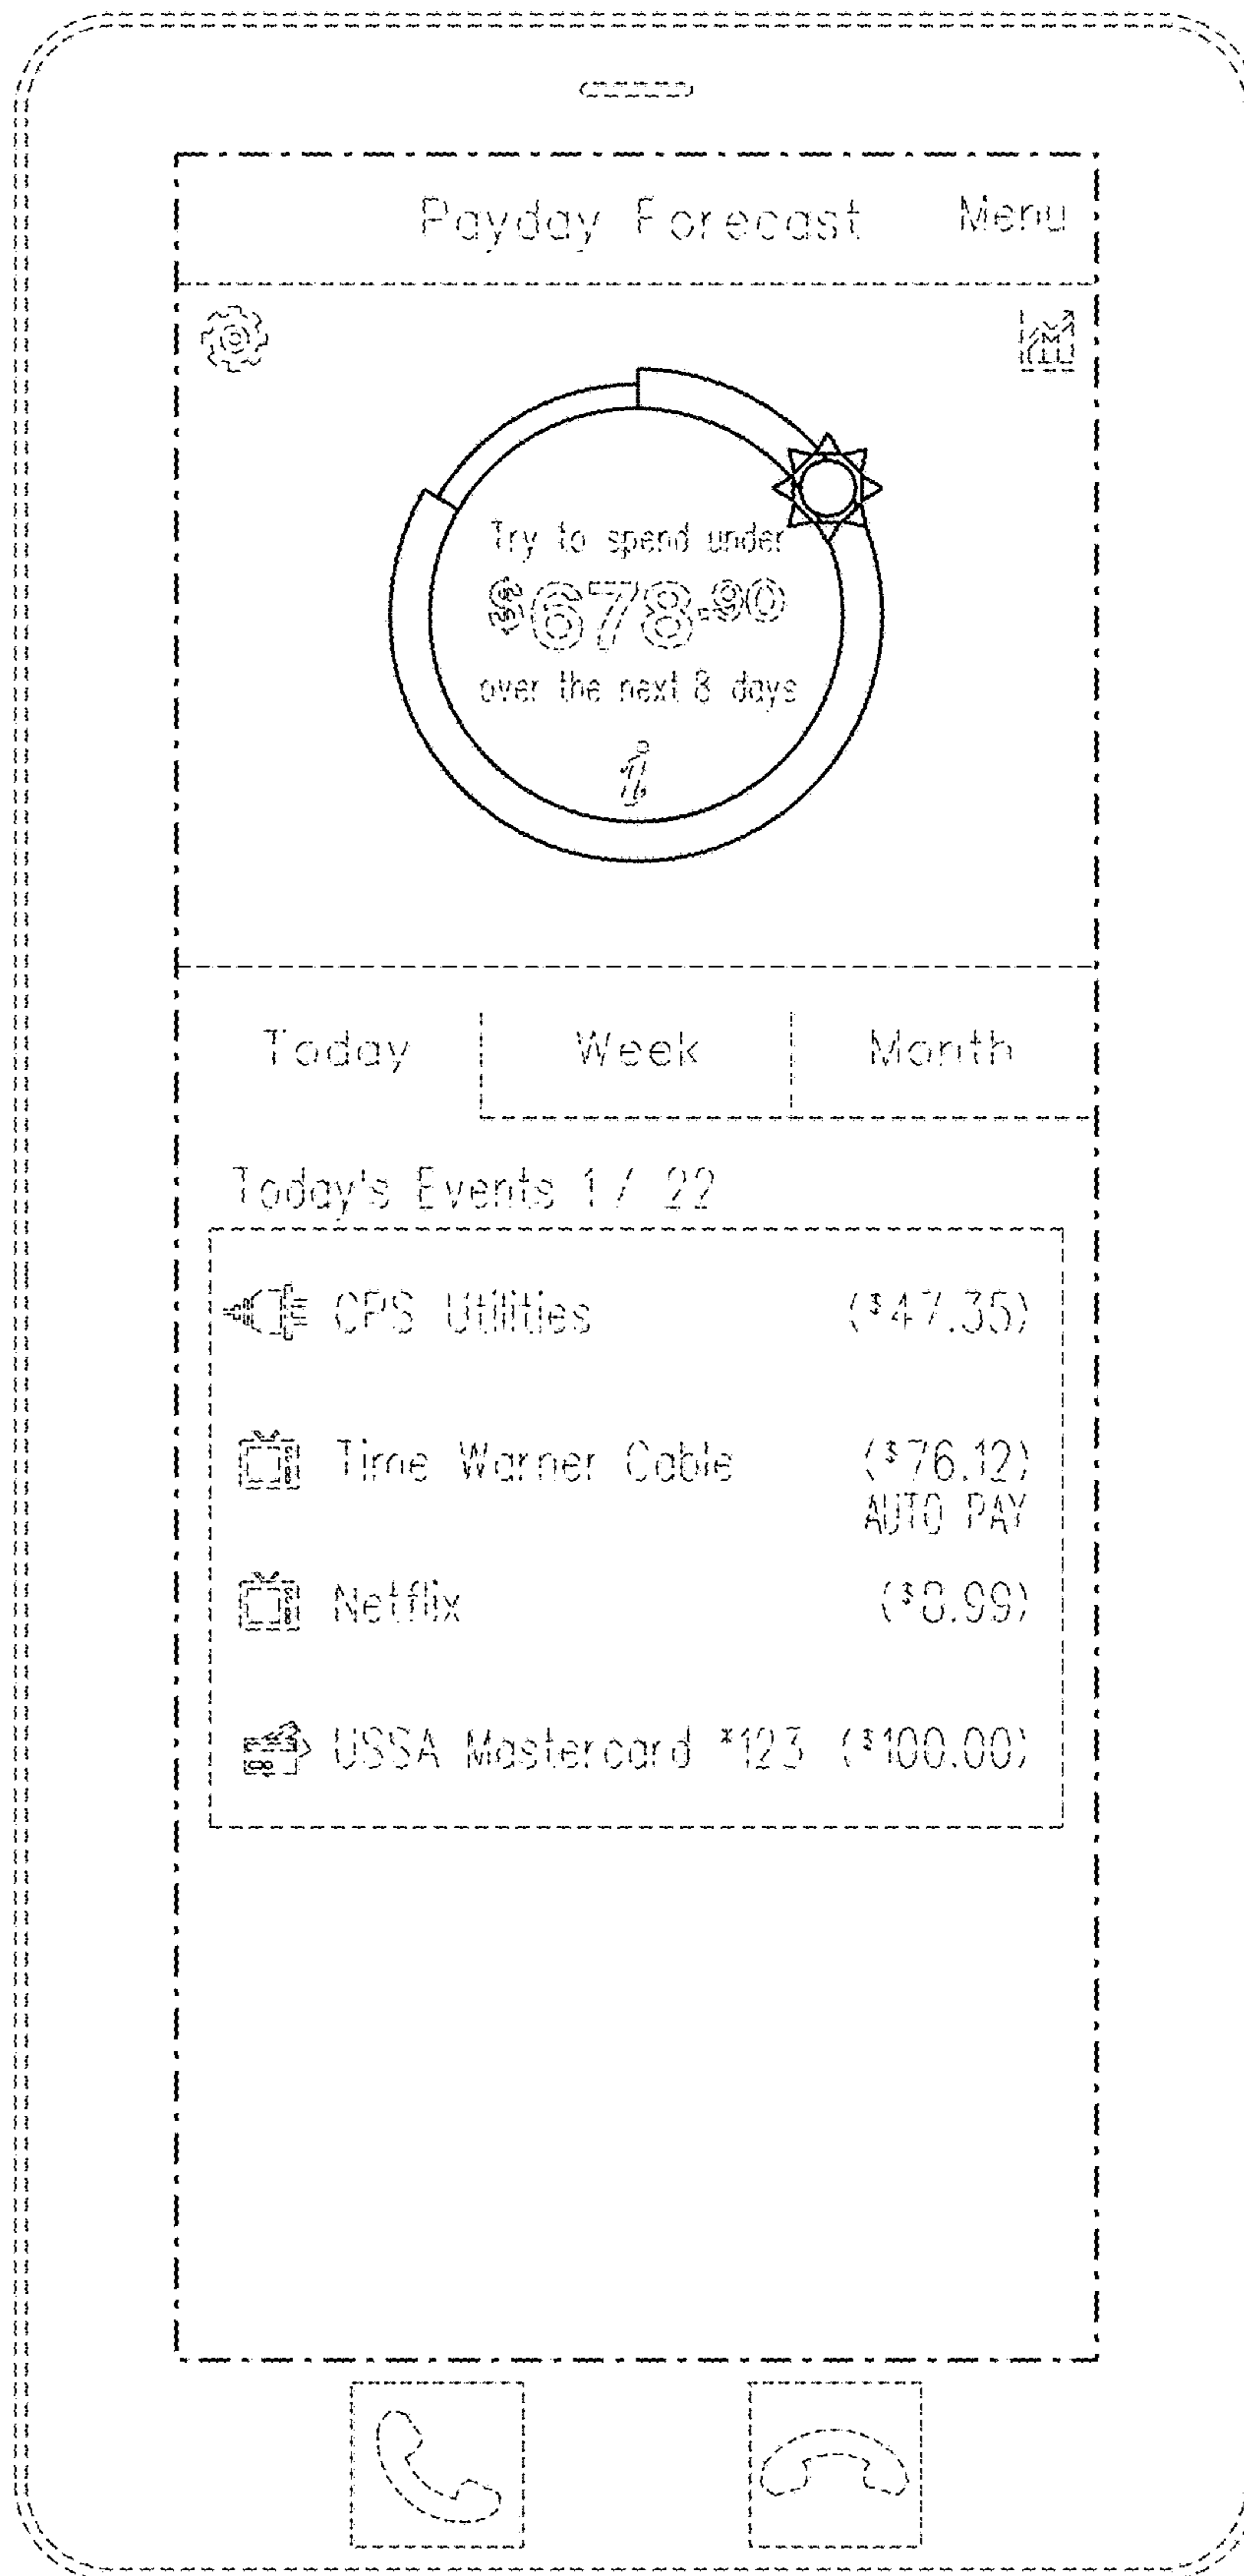 Payday Forecast Menu
Try to spend under
$678.90
over the next 8 days
i
Today Week Month
Today's Events 1 / 22
CPS Utilities ($47.35)
Time Warner Cable ($76.12)
AUTO PAY
Netflix ($8.99)
USSA Mastercard *123 ($100.00)